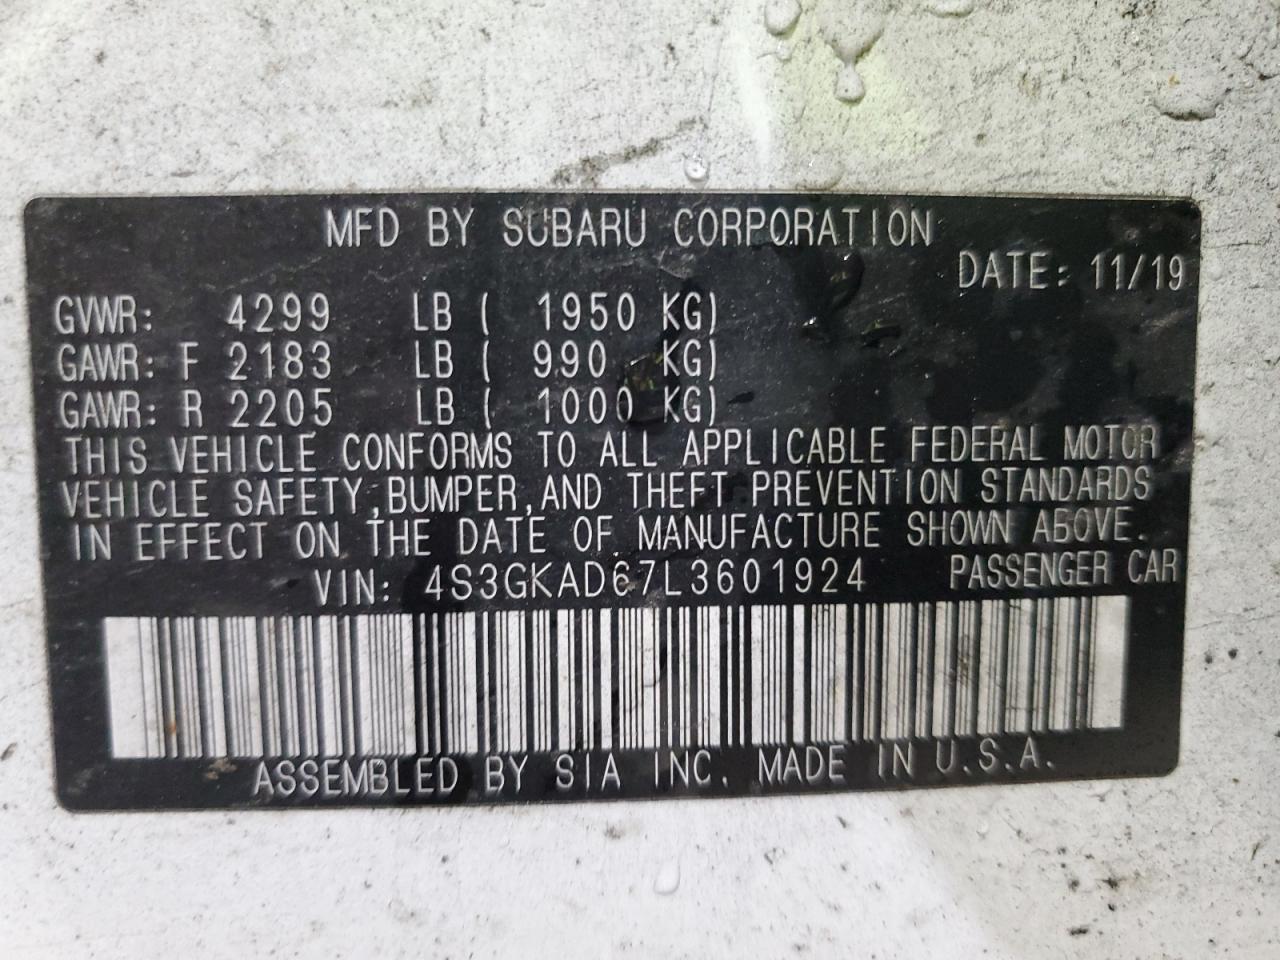 MFD BY SUBARU CORPORATION
DATE: 11/19
GVWR: 4299 LB ( 1950 KG)
GAWR: F 2183 LB ( 990 KG)
GAWR: R 2205 LB ( 1000 KG)
THIS VEHICLE CONFORMS TO ALL APPLICABLE FEDERAL MOTOR
VEHICLE SAFETY,BUMPER,AND THEFT PREVENTION STANDARDS
IN EFFECT ON THE DATE OF MANUFACTURE SHOWN ABOVE.
VIN: 4S3GKAD67L3601924 PASSENGER CAR
ASSEMBLED BY SIA INC. MADE IN U.S.A.